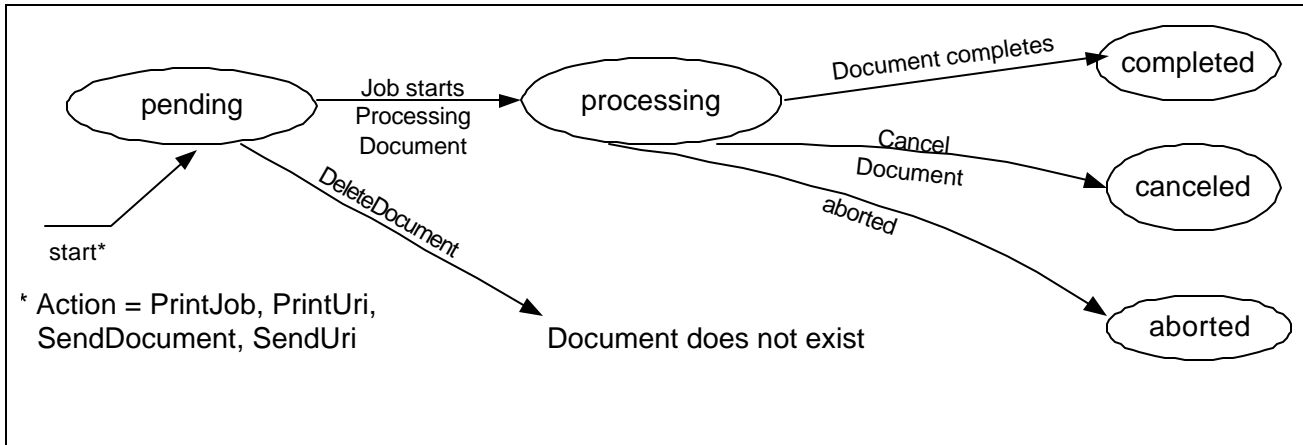 pending
Job starts
Processing
Document
processing
Document completes
completed
Cancel
Document
canceled
aborted
aborted
DeleteDocument
Document does not exist
start*
* Action = PrintJob, PrintUri,
SendDocument, SendUri